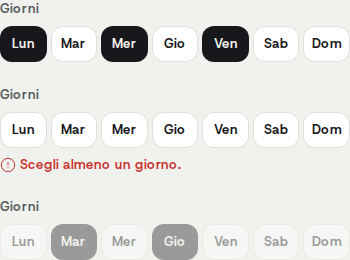 Giorni
Lun Mar Mer Gio Ven Sab Dom
Giorni
Lun Mar Mer Gio Ven Sab Dom
Scegli almeno un giorno.
Giorni
Lun Mar Mer Gio Ven Sab Dom